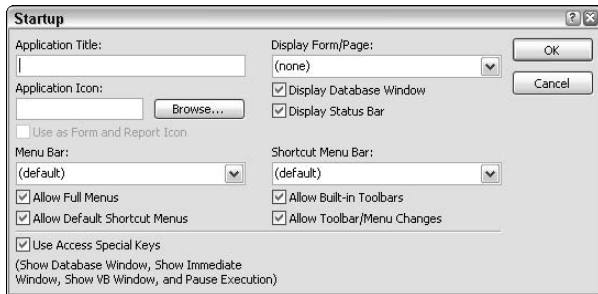 Startup
Application Title:
Display Form/Page:
OK
(none)
Application Icon:
Display Database Window
Cancel
Browse...
Display Status Bar
Use as Form and Report Icon
Menu Bar:
Shortcut Menu Bar:
(default)
(default)
Allow Full Menus
Allow Built-in Toolbars
Allow Default Shortcut Menus
Allow Toolbar/Menu Changes
Use Access Special Keys
(Show Database Window, Show Immediate
Window, Show VB Window, and Pause Execution)